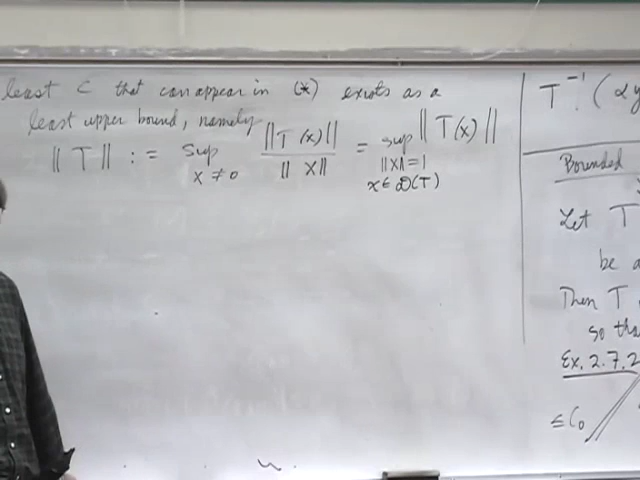 least C that can appear in (*) exists as a
least upper bound, namely
‖T‖ := sup ‖T(x)‖ / ‖x‖ = sup ‖T(x)‖
x ≠ 0 ‖x‖=1
x ∈ D(T)
T⁻¹(αy
Bounded
Let T
be a
Then T
so tha
Ex. 2.7.2
≤ C₀